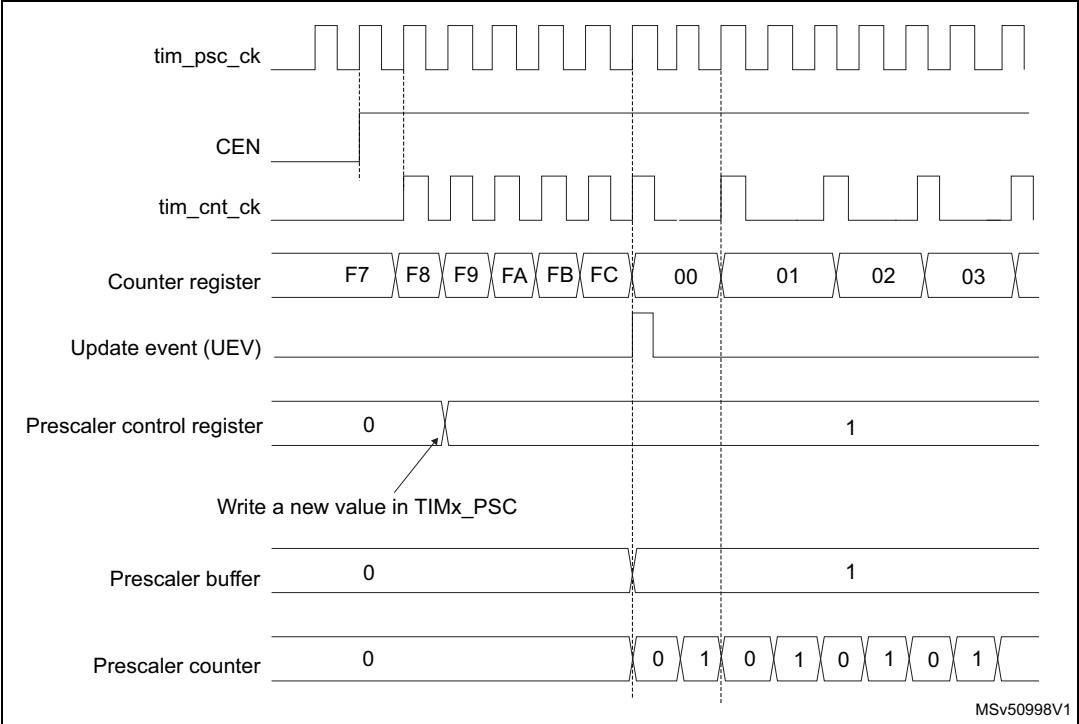 tim_psc_ck
CEN
tim_cnt_ck
Counter register F7 F8 F9 FA FB FC 00 01 02 03
Update event (UEV)
Prescaler control register 0 1
Write a new value in TIMx_PSC
Prescaler buffer 0 1
Prescaler counter 0 0 1 0 1 0 1 0 1
MSv50998V1